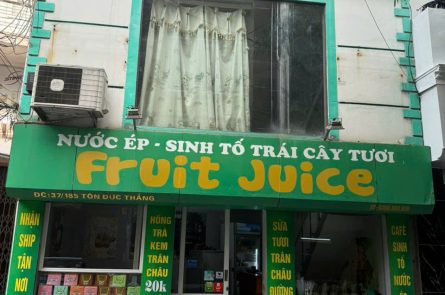 NƯỚC ÉP - SINH TỐ TRÁI CÂY TƯƠI
Fruit Juice
ĐC:37/185 TÔN ĐỨC THẮNG
NHẬN
SHIP
TẬN
NƠI
HỒNG
TRÀ
KEM
TRÂN
CHÂU
20k
SỮA
TƯƠI
TRÂN
CHÂU
ĐƯỜNG
CAFE
SINH
TỐ
NƯỚC